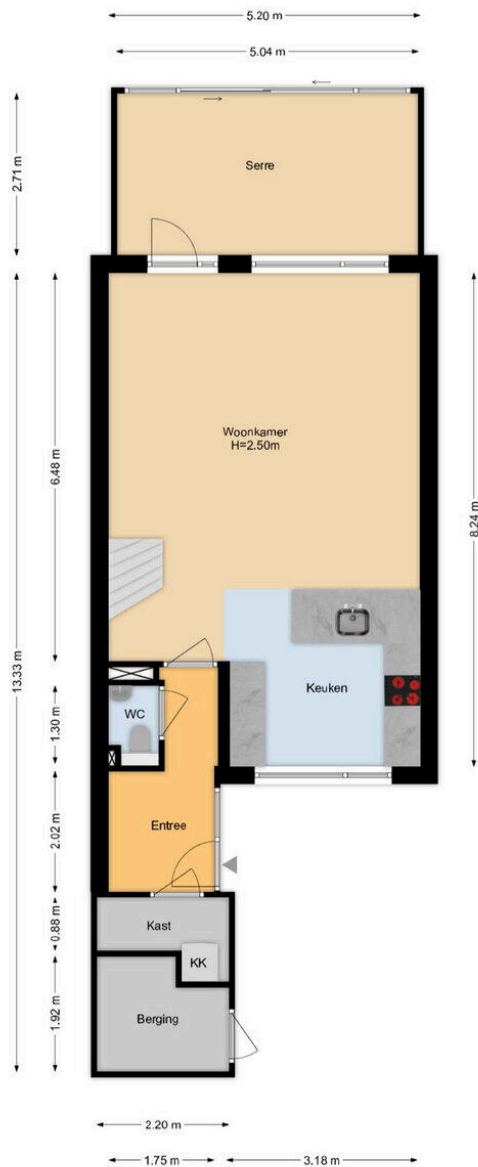 5.20 m
5.04 m
2.71 m
Serre
6.48 m
13.33 m
8.24 m
Woonkamer
H=2.50m
Keuken
1.30 m
WC
2.02 m
Entree
0.88 m
Kast
KK
1.92 m
Berging
2.20 m
1.75 m
3.18 m